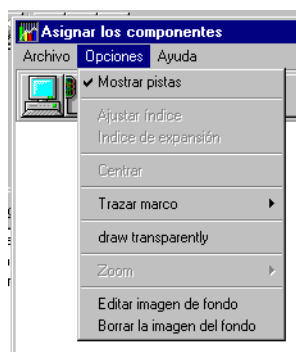 Asignar los componentes
Archivo Opciones Ayuda
Mostrar pistas
Ajustar índice
Indice de expansión
Centrar
Trazar marco
draw transparently
Zoom
Editar imagen de fondo
Borrar la imagen del fondo